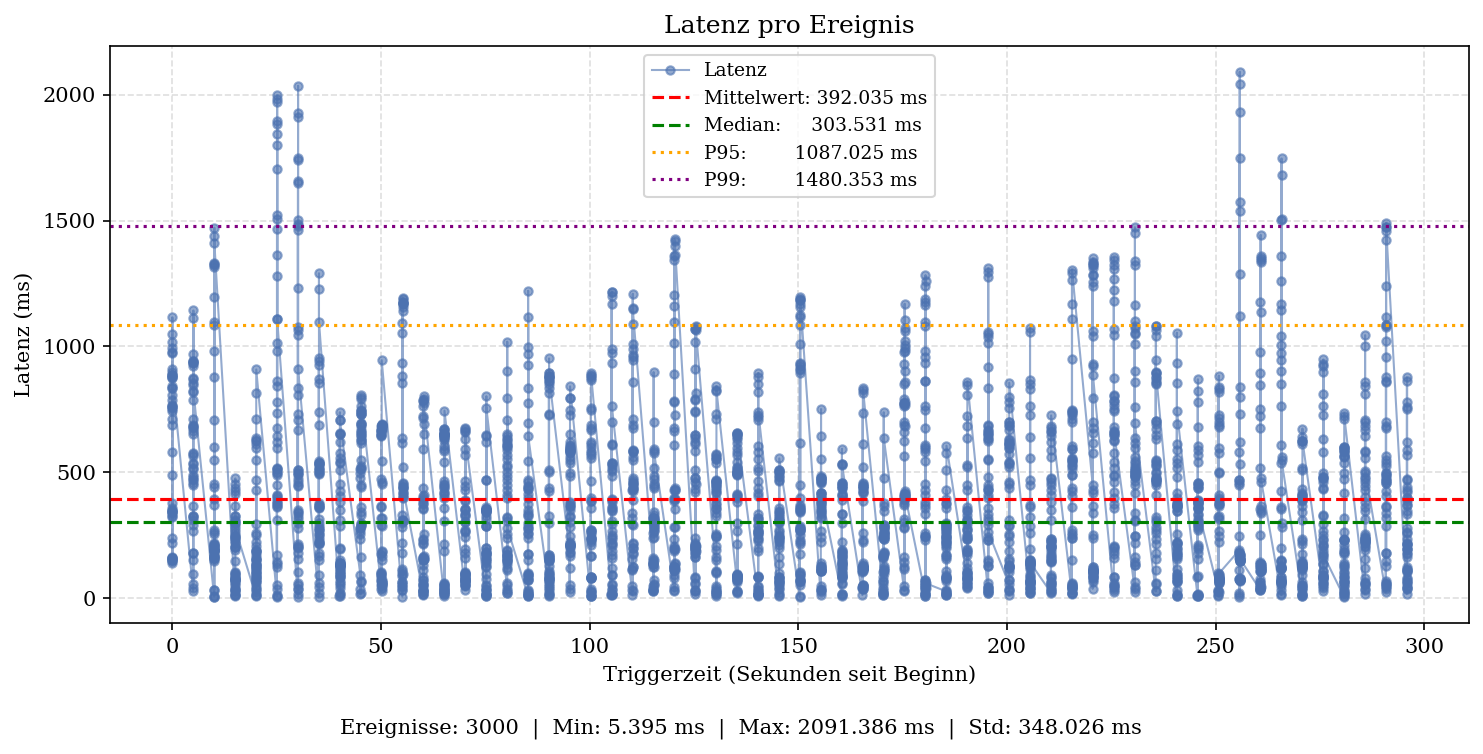 Latenz pro Ereignis
Latenz
Mittelwert: 392.035 ms
Median: 303.531 ms
P95: 1087.025 ms
P99: 1480.353 ms
Latenz (ms)
2000
1500
1000
500
0
0 50 100 150 200 250 300
Triggerzeit (Sekunden seit Beginn)
Ereignisse: 3000 | Min: 5.395 ms | Max: 2091.386 ms | Std: 348.026 ms